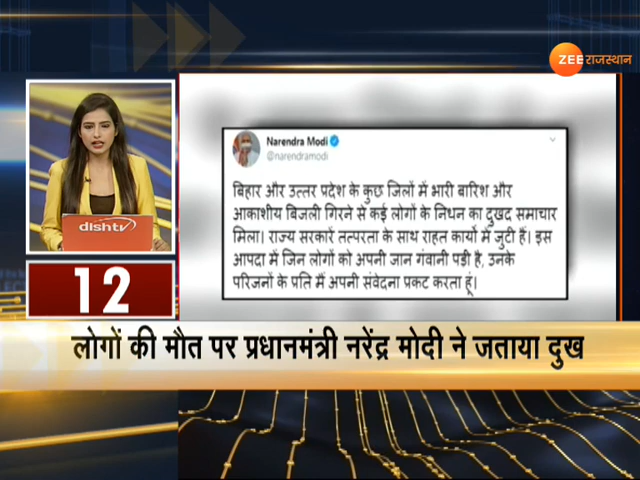 ZEE राजस्थान
Narendra Modi
@narendramodi
बिहार और उत्तर प्रदेश के कुछ जिलों में भारी बारिश और
आकाशीय बिजली गिरने से कई लोगों के निधन का दुखद समाचार
मिला। राज्य सरकारें तत्परता के साथ राहत कार्यों में जुटी हैं। इस
आपदा में जिन लोगों को अपनी जान गंवानी पड़ी है, उनके
परिजनों के प्रति मैं अपनी संवेदना प्रकट करता हूं।
dishtv
12
लोगों की मौत पर प्रधानमंत्री नरेंद्र मोदी ने जताया दुख